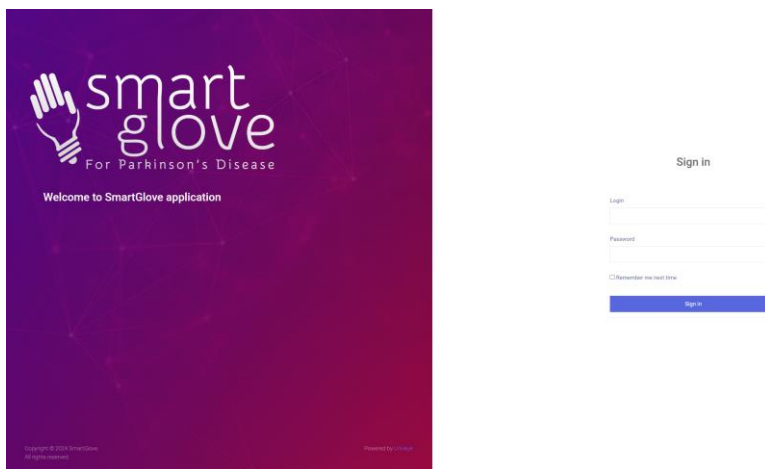 smart
glove
For Parkinson's Disease
Welcome to SmartGlove application
Sign in
Login
Password
Remember me next time
Sign in
Copyright © 2024 SmartGlove
All rights reserved.
Powered by